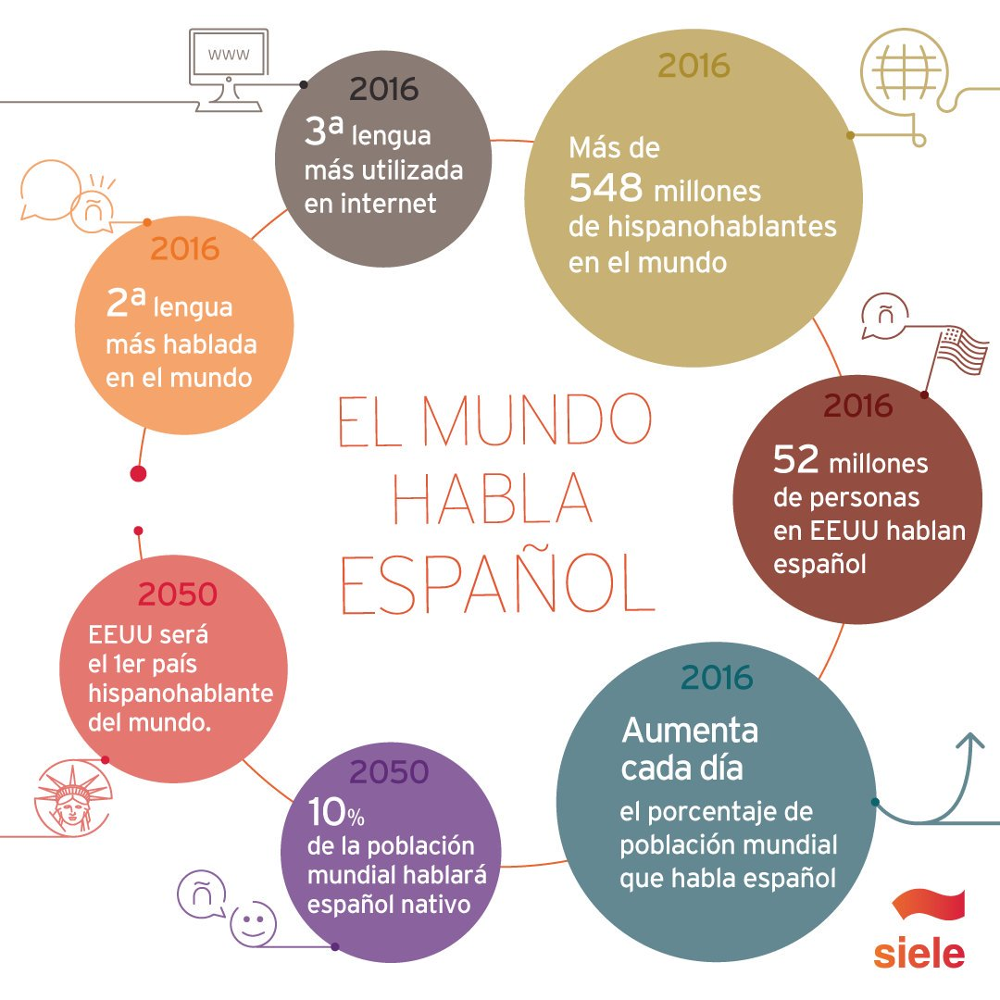 WWW
2016
3ª lengua
más utilizada
en internet
2016
Más de
548 millones
de hispanohablantes
en el mundo
ñ
2016
2ª lengua
más hablada
en el mundo
ñ
2016
52 millones
de personas
en EEUU hablan
español
EL MUNDO
HABLA
ESPAÑOL
2050
EEUU será
el 1er país
hispanohablante
del mundo.
2016
Aumenta
cada día
el porcentaje de
población mundial
que habla español
2050
10%
de la población
mundial hablará
español nativo
ñ
siele